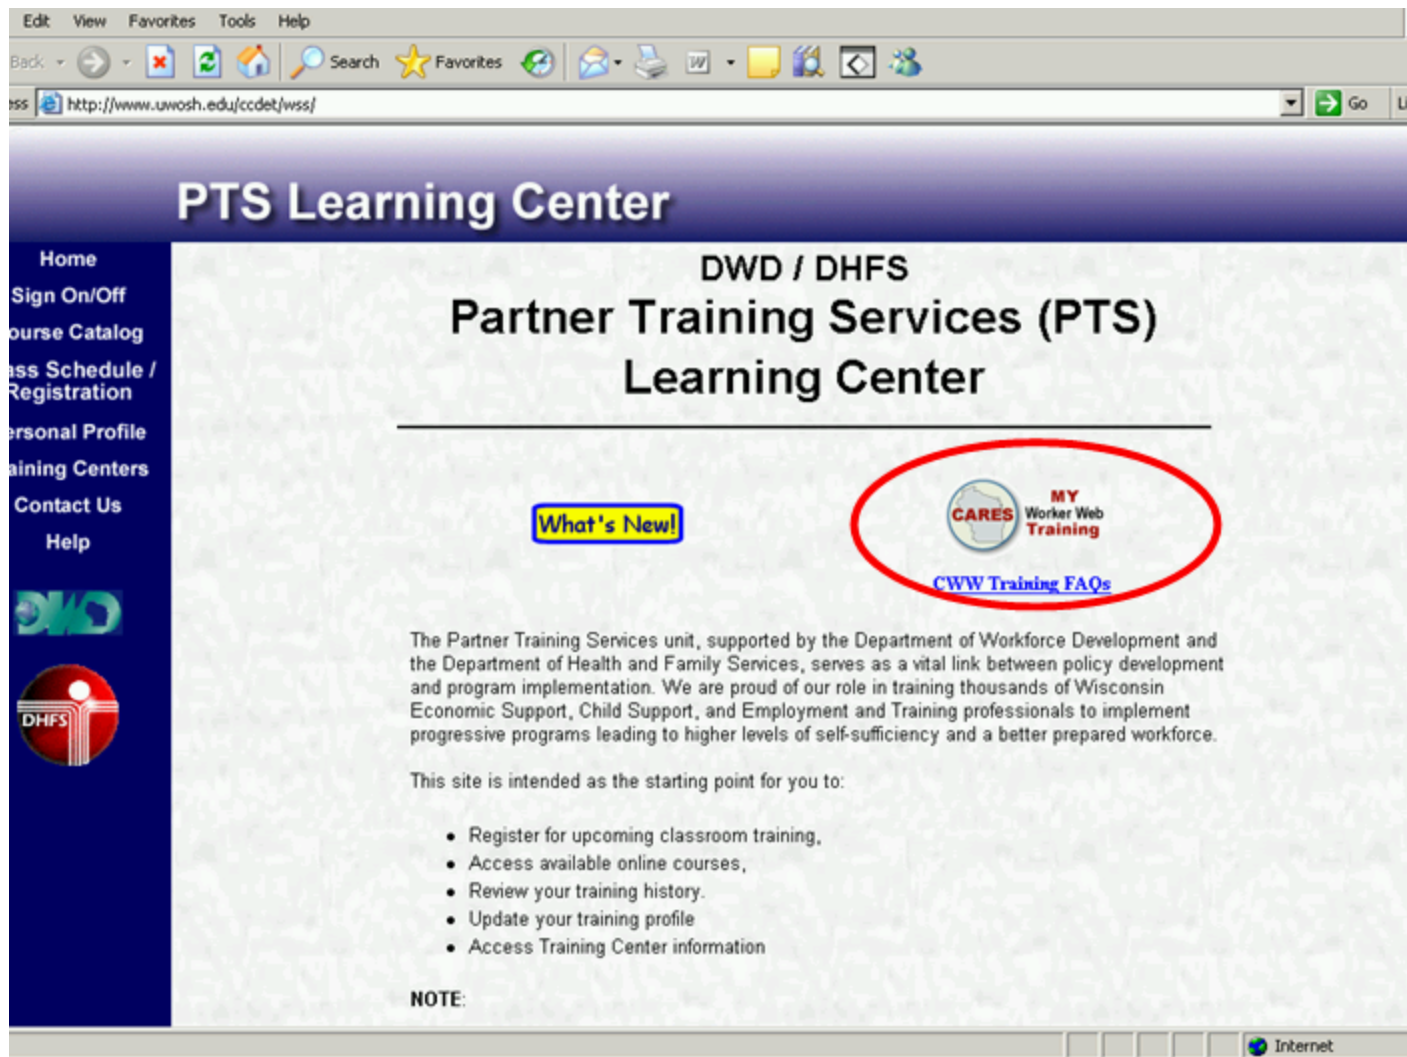 Edit View Favorites Tools Help
Back Search Favorites
ess http://www.uwosh.edu/ccdet/wss/ Go Li
PTS Learning Center
Home
Sign On/Off
ourse Catalog
ass Schedule /
Registration
ersonal Profile
aining Centers
Contact Us
Help
DWD
DHFS
DWD / DHFS
Partner Training Services (PTS)
Learning Center
What's New!
CARES
MY
Worker Web
Training
CWW Training FAQs
The Partner Training Services unit, supported by the Department of Workforce Development and
the Department of Health and Family Services, serves as a vital link between policy development
and program implementation. We are proud of our role in training thousands of Wisconsin
Economic Support, Child Support, and Employment and Training professionals to implement
progressive programs leading to higher levels of self-sufficiency and a better prepared workforce.
This site is intended as the starting point for you to:
• Register for upcoming classroom training,
• Access available online courses,
• Review your training history.
• Update your training profile
• Access Training Center information
NOTE:
Internet